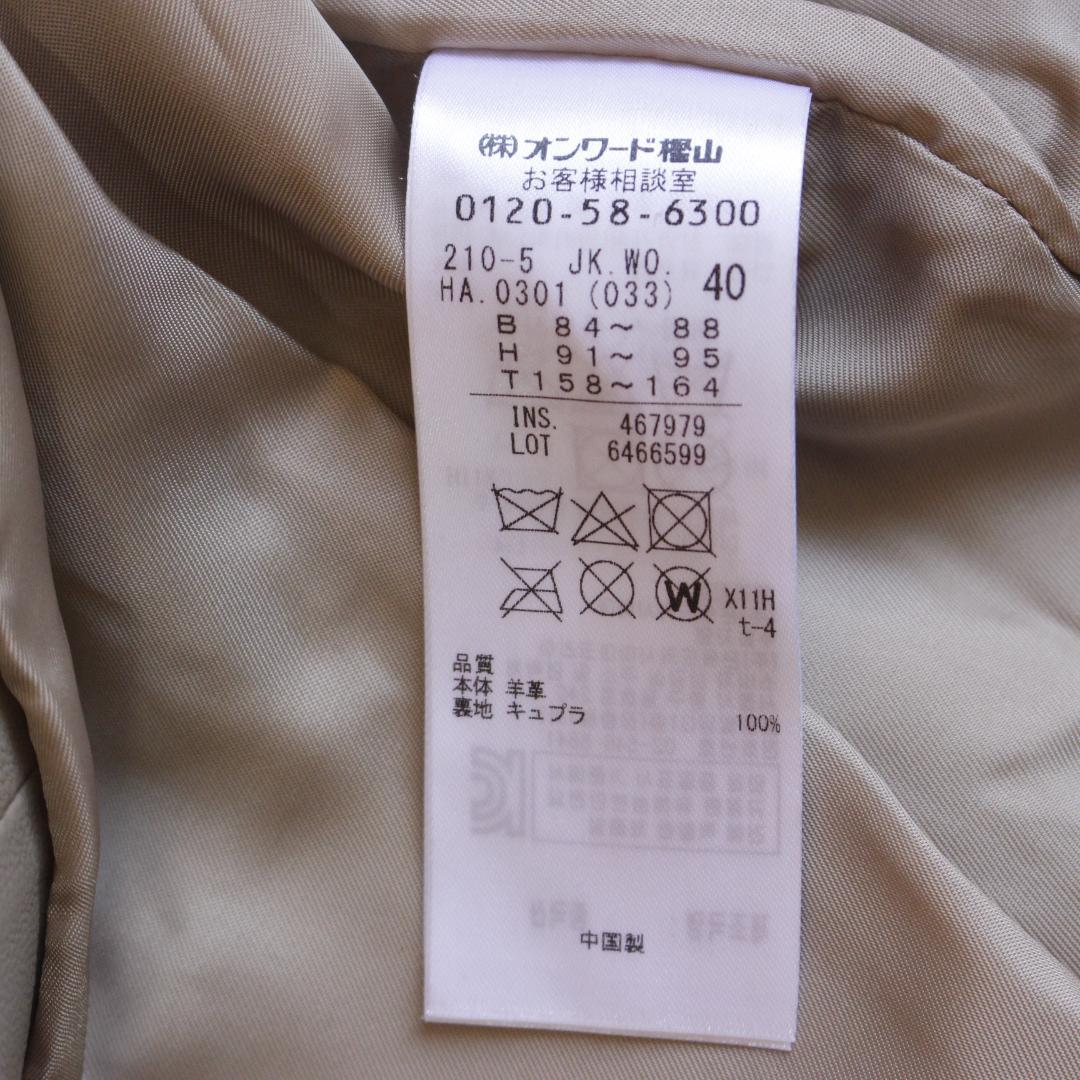 (株)オンワード樫山
お客様相談室
0120-58-6300
210-5 JK.WO.
HA.0301 (033) 40
B 84～ 88
H 91～ 95
T158～164
INS. 467979
LOT 6466599
W X11H
t-4
品質
本体 羊革
裏地 キュプラ 100%
中国製